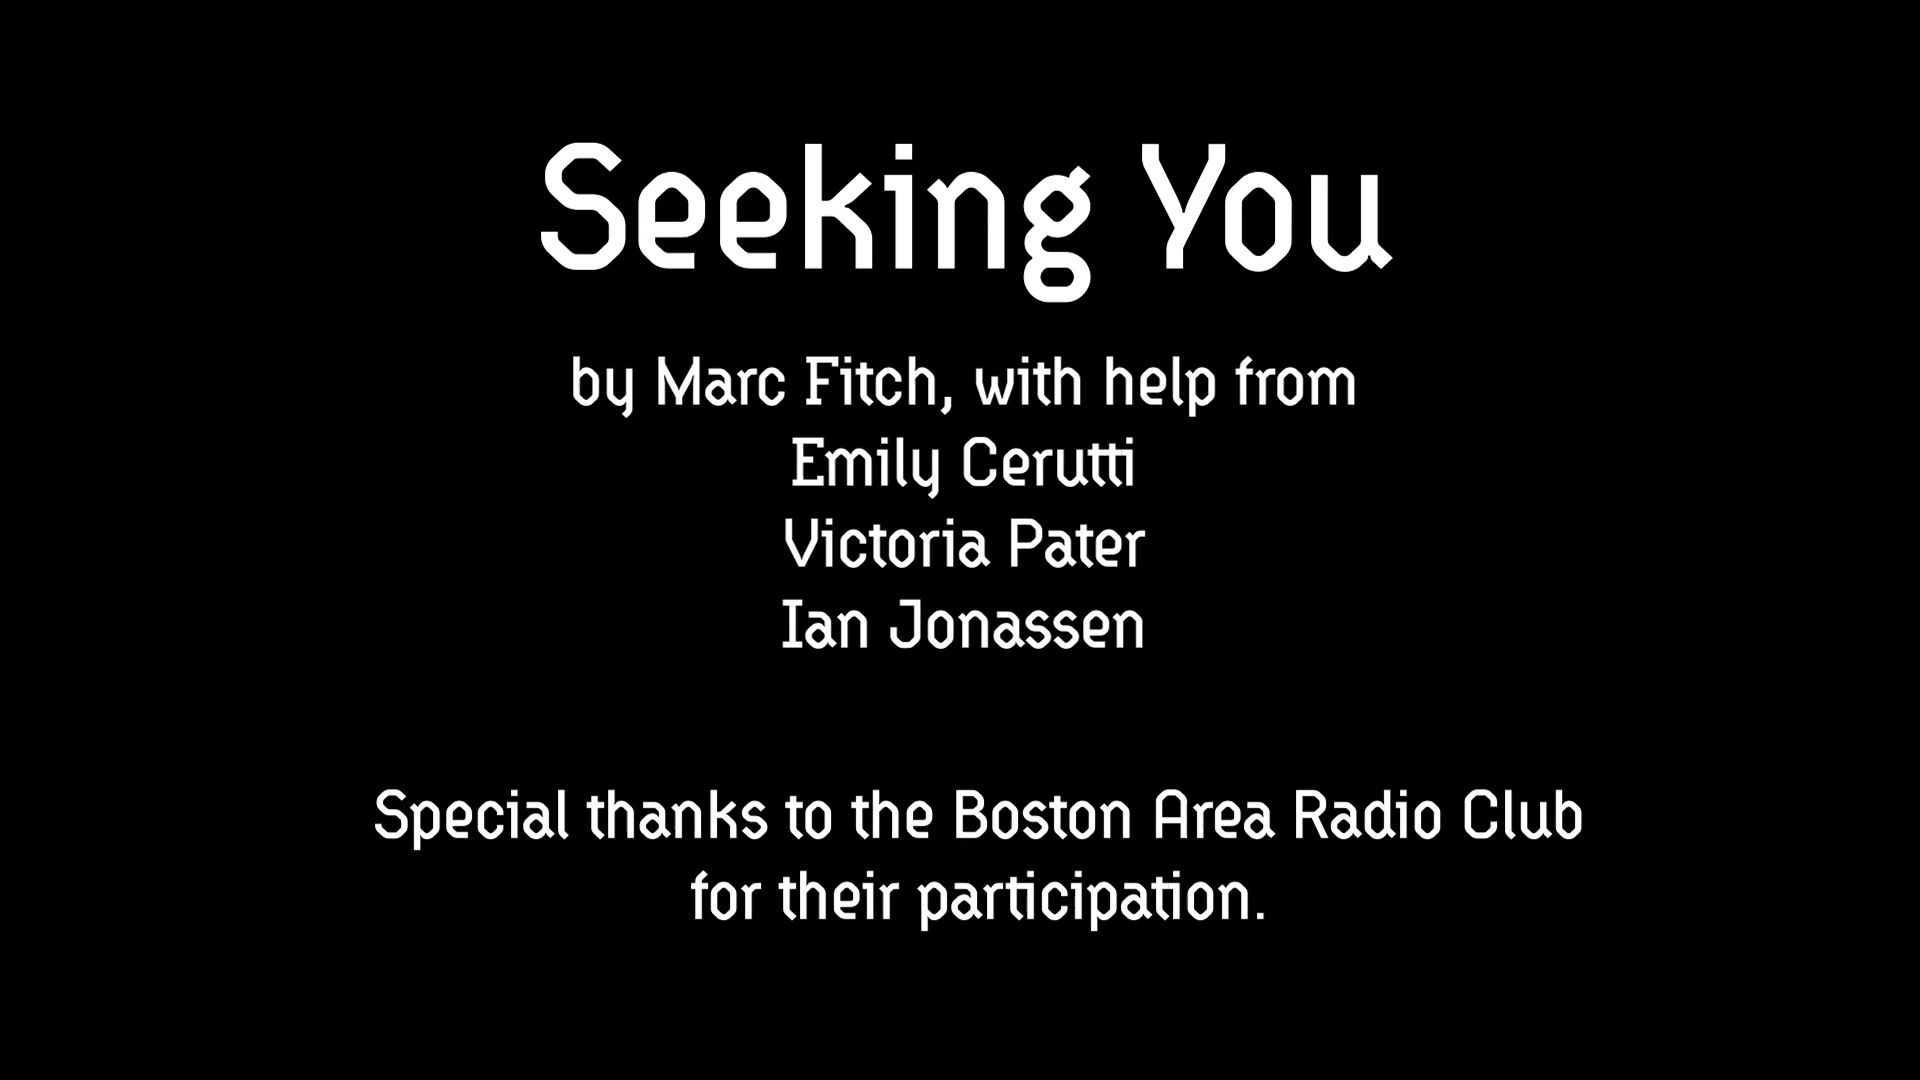 Seeking You
by Marc Fitch, with help from
Emily Cerutti
Victoria Pater
Ian Jonassen
Special thanks to the Boston Area Radio Club
for their participation.